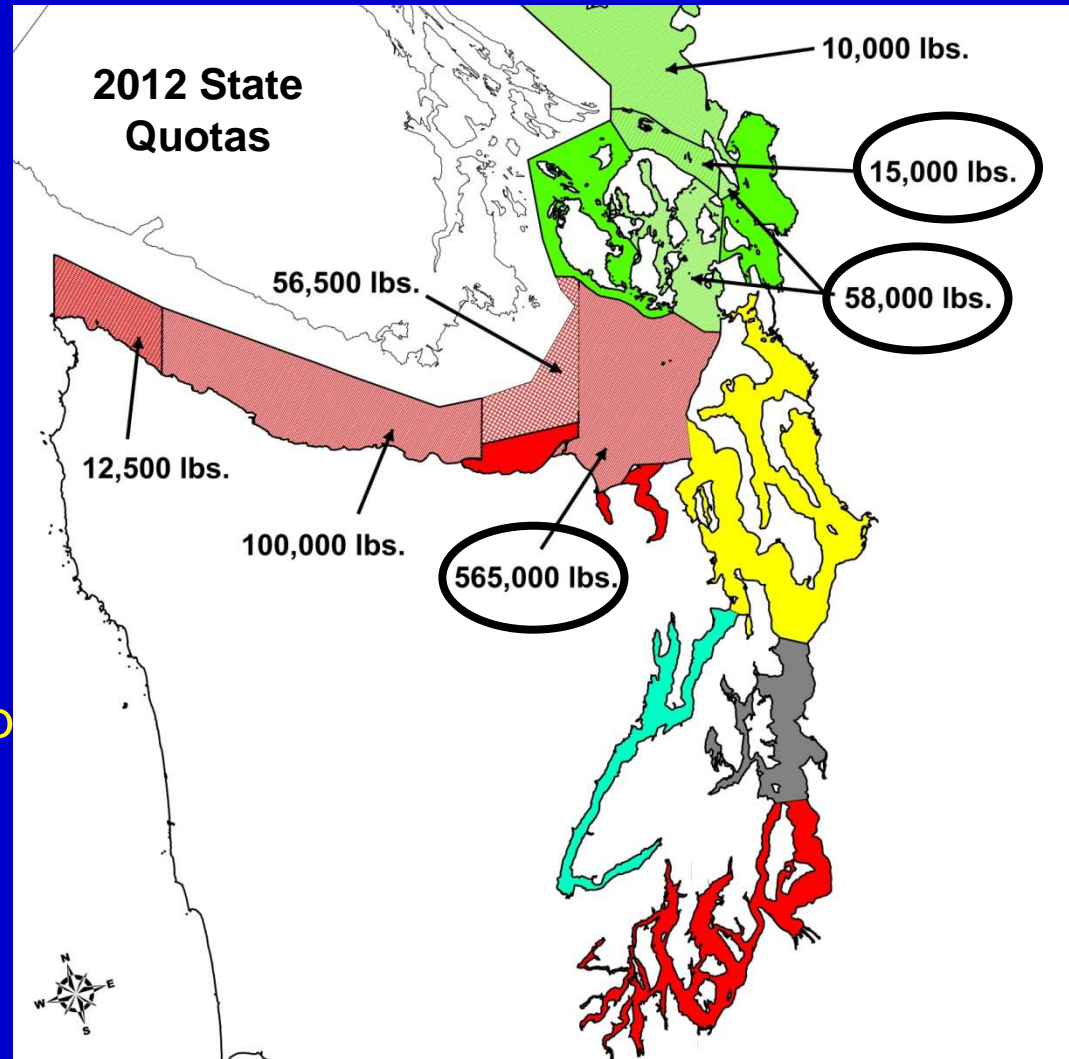 2012 State
Quotas
10,000 lbs.
15,000 lbs.
58,000 lbs.
56,500 lbs.
12,500 lbs.
100,000 lbs.
565,000 lbs.
N
W E
S